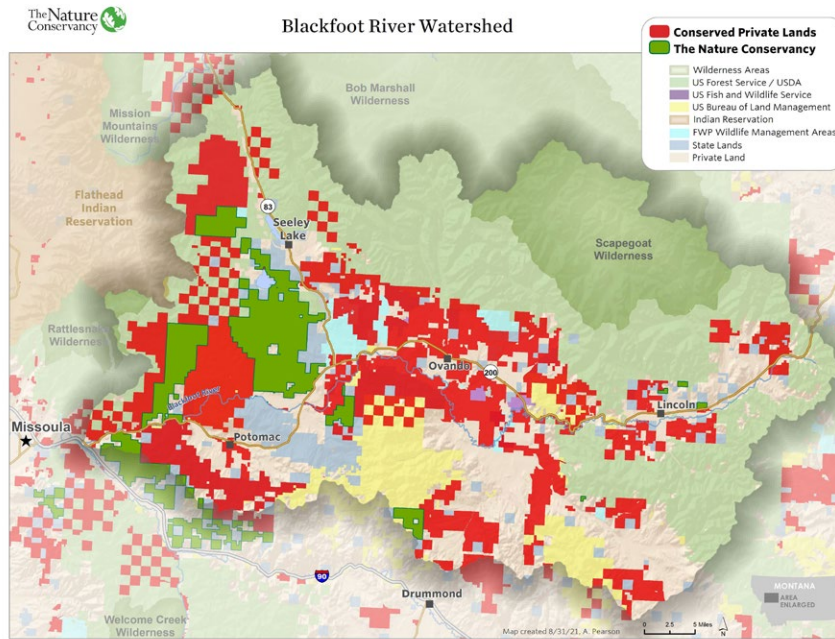 The Nature
Conservancy
Blackfoot River Watershed
Conserved Private Lands
The Nature Conservancy
Wilderness Areas
US Forest Service / USDA
US Fish and Wildlife Service
US Bureau of Land Management
Indian Reservation
FWP Wildlife Management Areas
State Lands
Private Land
Bob Marshall
Wilderness
Mission
Mountains
Wilderness
Flathead
Indian
Reservation
83
Seeley
Lake
Scapegoat
Wilderness
Rattlesnake
Wilderness
Ovando
200
Blackfoot River
Lincoln
Missoula
Potomac
90
Drummond
Welcome Creek
Wilderness
MONTANA
AREA
ENLARGED
Map created 8/31/21, A. Pearson
0 2.5 5 Miles
N